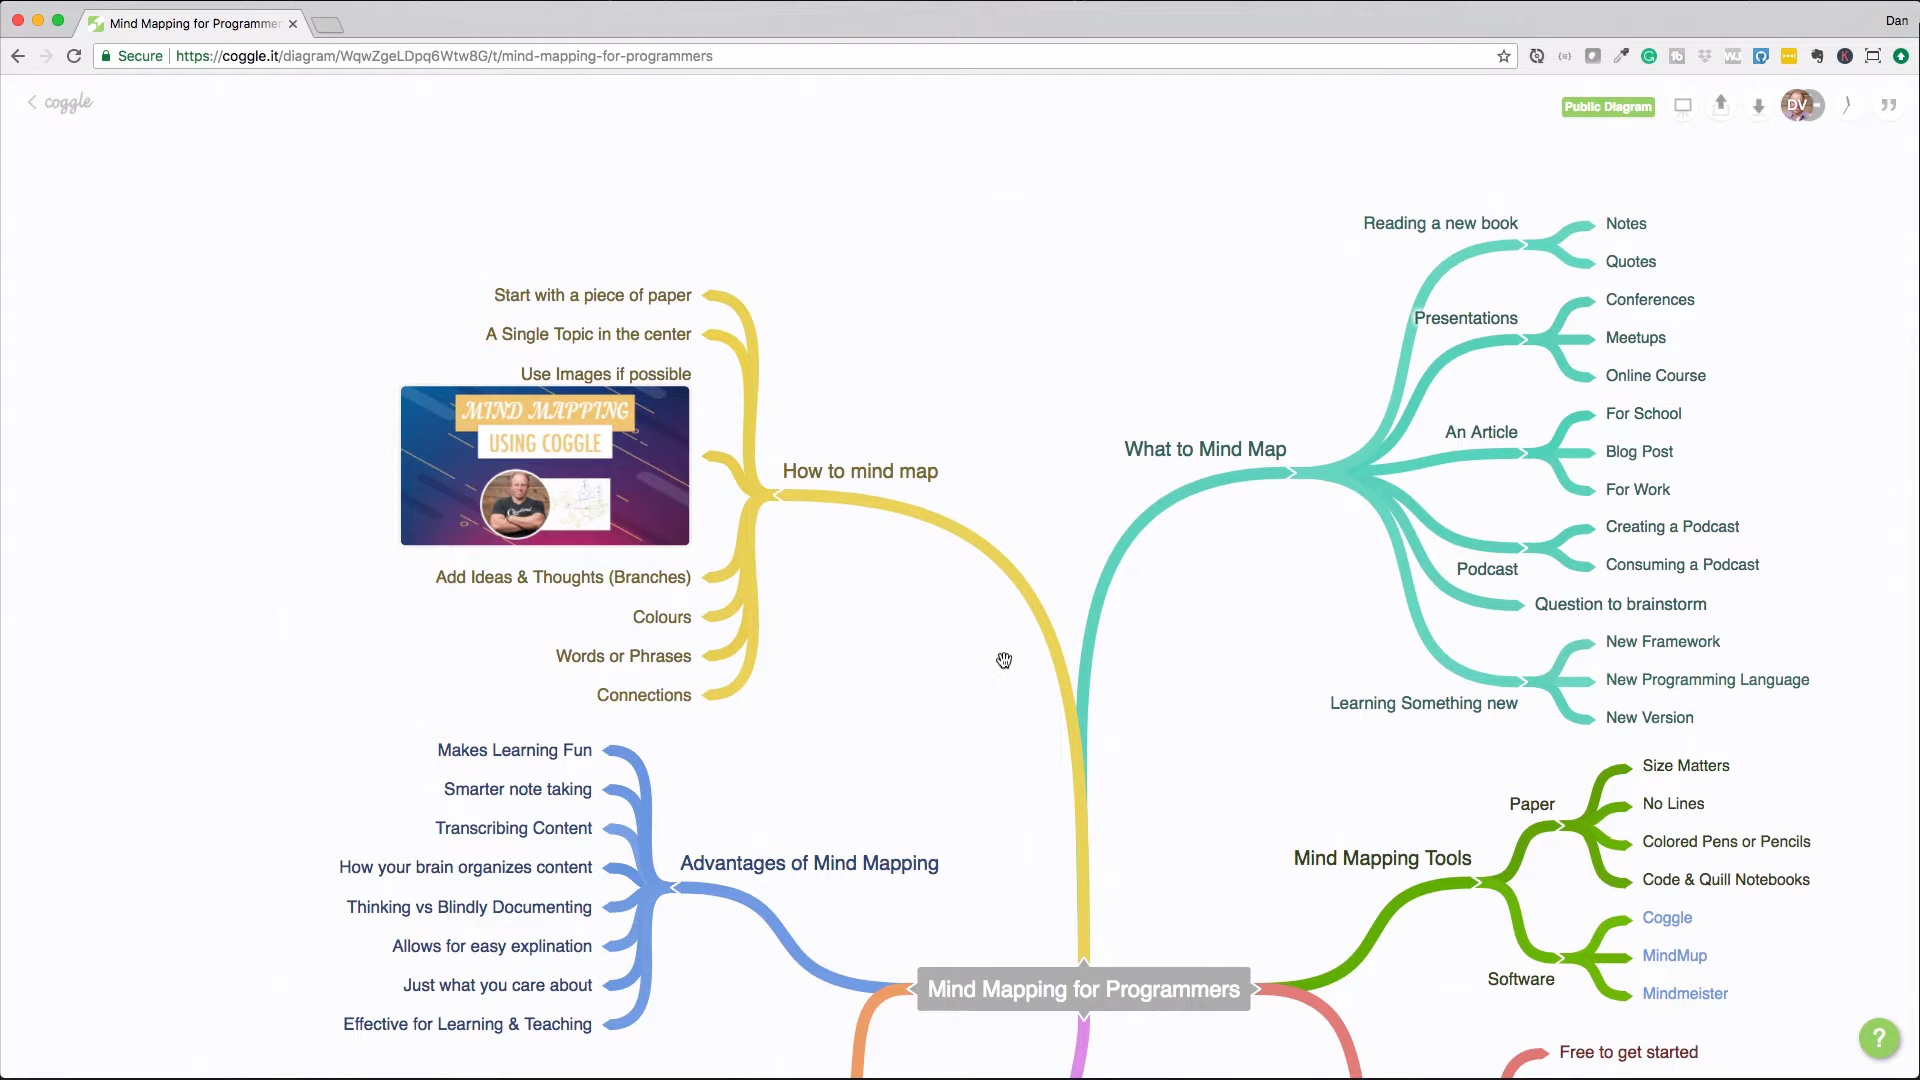 Mind Mapping for Programmer
Dan
Secure
https://coggle.it/diagram/WqwZgeLDpq6Wtw8G/t/mind-mapping-for-programmers
coggle
Public Diagram
DV
Start with a piece of paper
A Single Topic in the center
Use Images if possible
MIND MAPPING
USING COGGLE
Add Ideas & Thoughts (Branches)
Colours
Words or Phrases
Connections
How to mind map
Makes Learning Fun
Smarter note taking
Transcribing Content
How your brain organizes content
Thinking vs Blindly Documenting
Allows for easy explination
Just what you care about
Effective for Learning & Teaching
Advantages of Mind Mapping
What to Mind Map
Reading a new book
Notes
Quotes
Presentations
Conferences
Meetups
Online Course
An Article
For School
Blog Post
For Work
Podcast
Creating a Podcast
Consuming a Podcast
Question to brainstorm
Learning Something new
New Framework
New Programming Language
New Version
Mind Mapping Tools
Paper
Size Matters
No Lines
Colored Pens or Pencils
Code & Quill Notebooks
Software
Coggle
MindMup
Mindmeister
Mind Mapping for Programmers
Free to get started
?